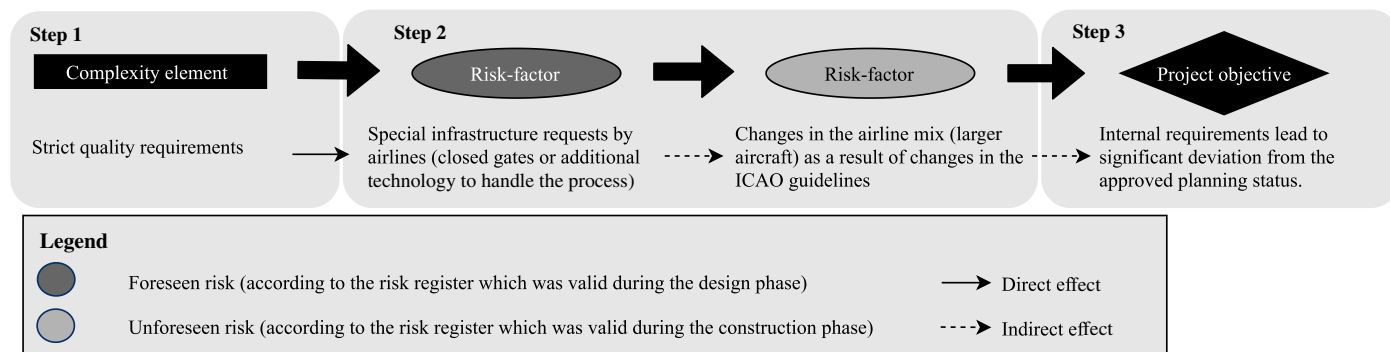 Step 1
Complexity element
Strict quality requirements
Step 2
Risk-factor
Special infrastructure requests by
airlines (closed gates or additional
technology to handle the process)
Risk-factor
Changes in the airline mix (larger
aircraft) as a result of changes in the
ICAO guidelines
Step 3
Project objective
Internal requirements lead to
significant deviation from the
approved planning status.
Legend
Foreseen risk (according to the risk register which was valid during the design phase)
Direct effect
Unforeseen risk (according to the risk register which was valid during the construction phase)
Indirect effect